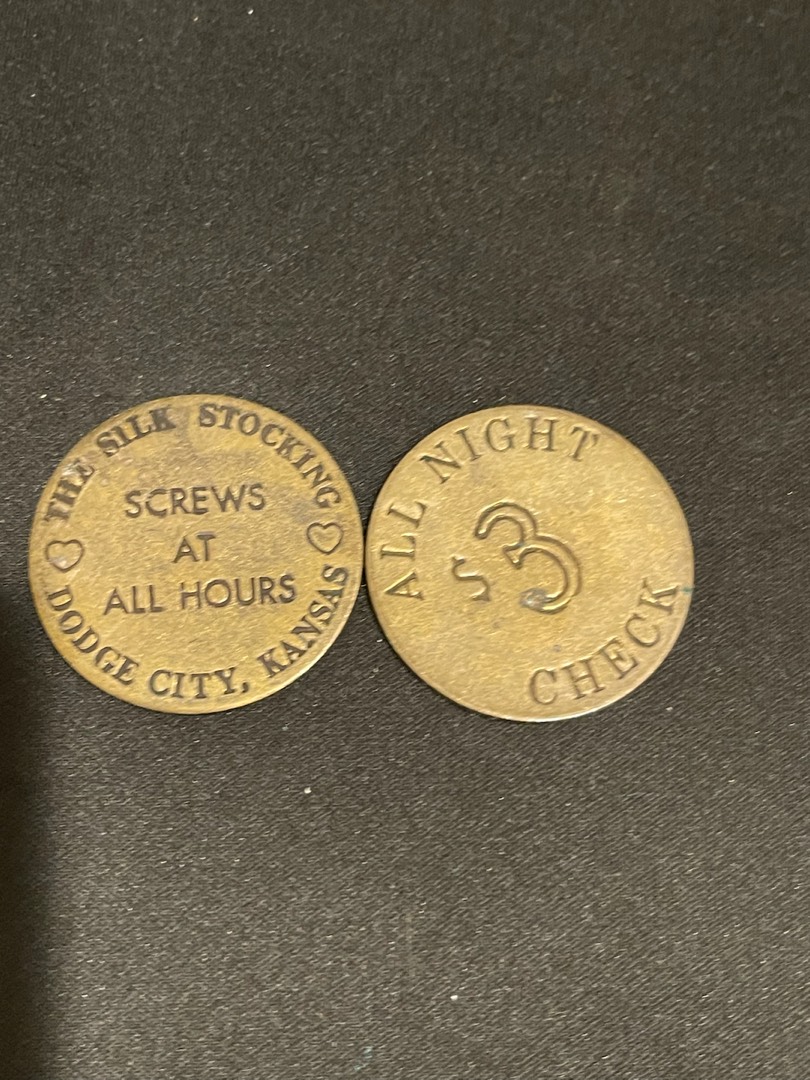 THE SILK STOCKING
SCREWS
AT
ALL HOURS
DODGE CITY, KANSAS
ALL NIGHT
$3
CHECK